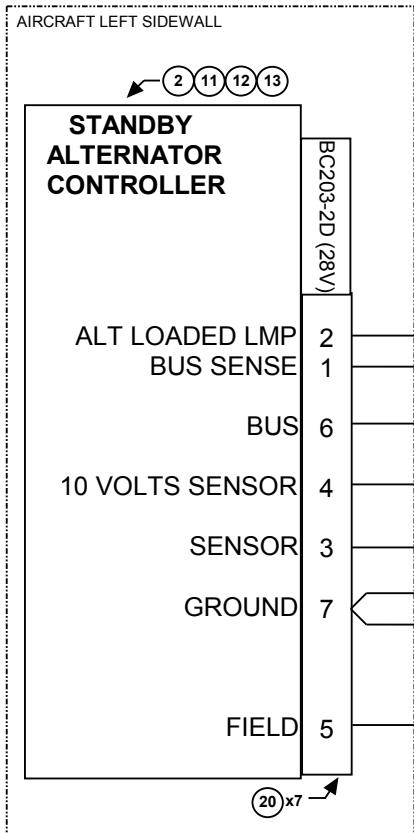 AIRCRAFT LEFT SIDEWALL
2 11 12 13
STANDBY
ALTERNATOR
CONTROLLER
BC203-2D (28V)
ALT LOADED LMP 2
BUS SENSE 1
BUS 6
10 VOLTS SENSOR 4
SENSOR 3
GROUND 7
FIELD 5
20 x7